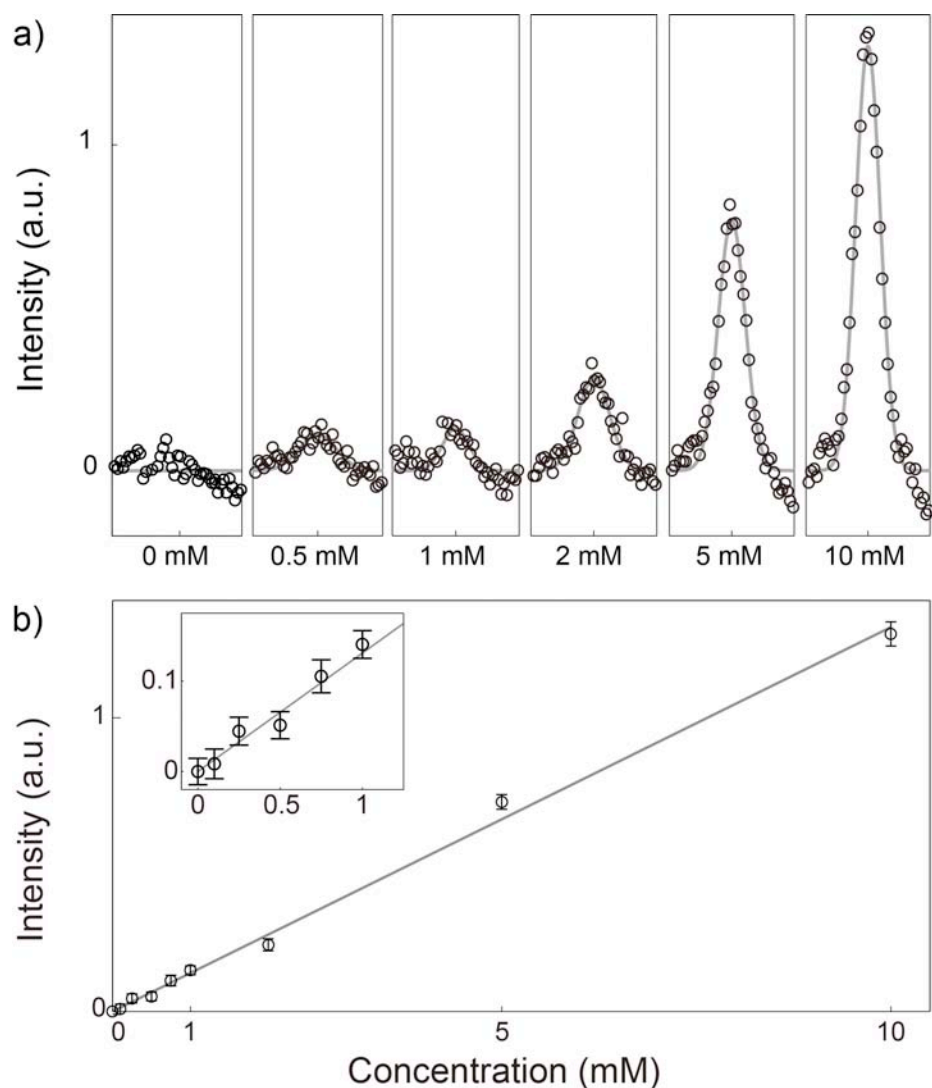 a)
Intensity (a.u.)
1
0
0 mM
0.5 mM
1 mM
2 mM
5 mM
10 mM
b)
Intensity (a.u.)
1
0
0.1
0
0
0.5
1
0
1
5
10
Concentration (mM)